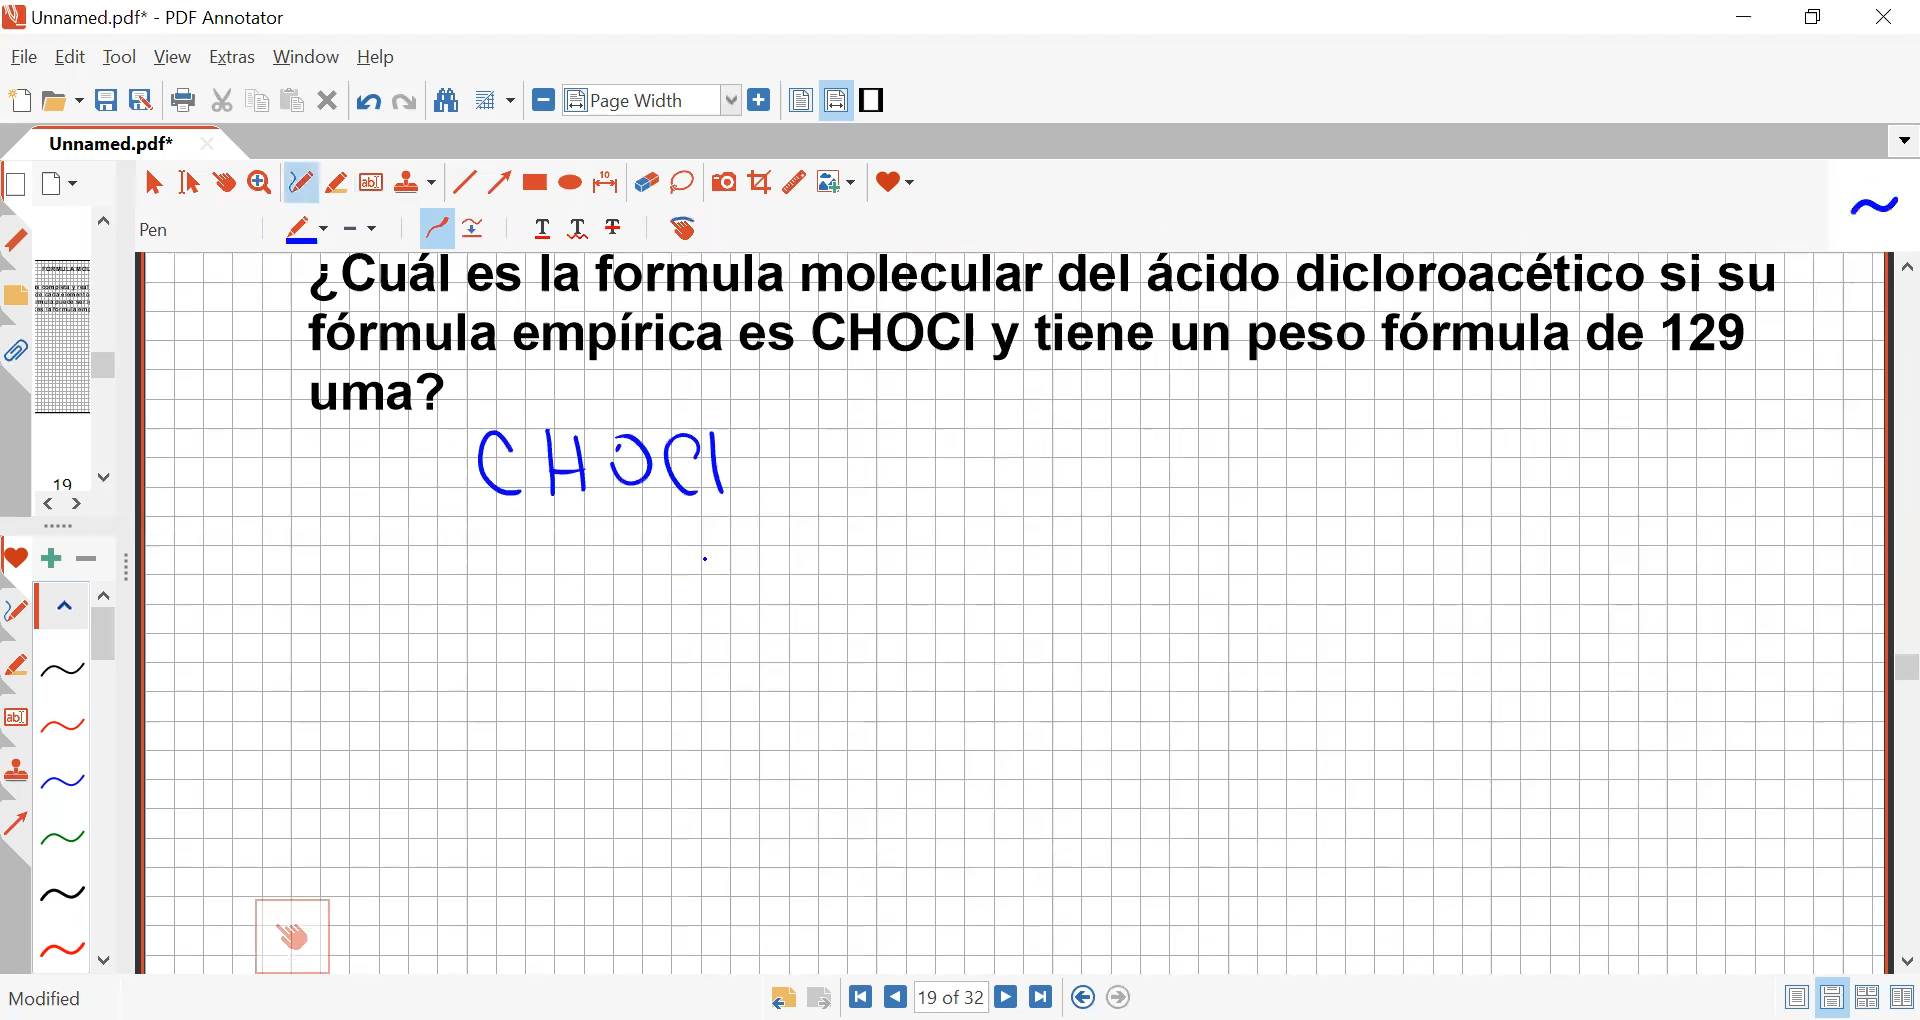 Unnamed.pdf* - PDF Annotator
File Edit Tool View Extras Window Help
Page Width
Unnamed.pdf*
Pen
¿Cuál es la formula molecular del ácido dicloroacético si su
fórmula empírica es CHOCl y tiene un peso fórmula de 129
uma?
CHOCl
FORMULA MOL
19
Modified
19 of 32